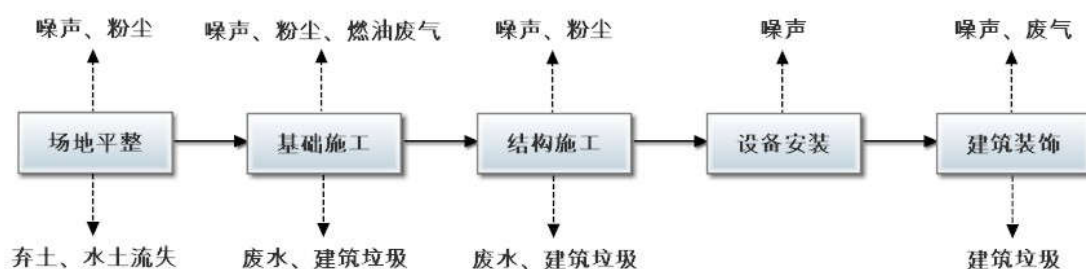 噪声、粉尘
噪声、粉尘、燃油废气
噪声、粉尘
噪声
噪声、废气
场地平整
基础施工
结构施工
设备安装
建筑装饰
弃土、水土流失
废水、建筑垃圾
废水、建筑垃圾
建筑垃圾